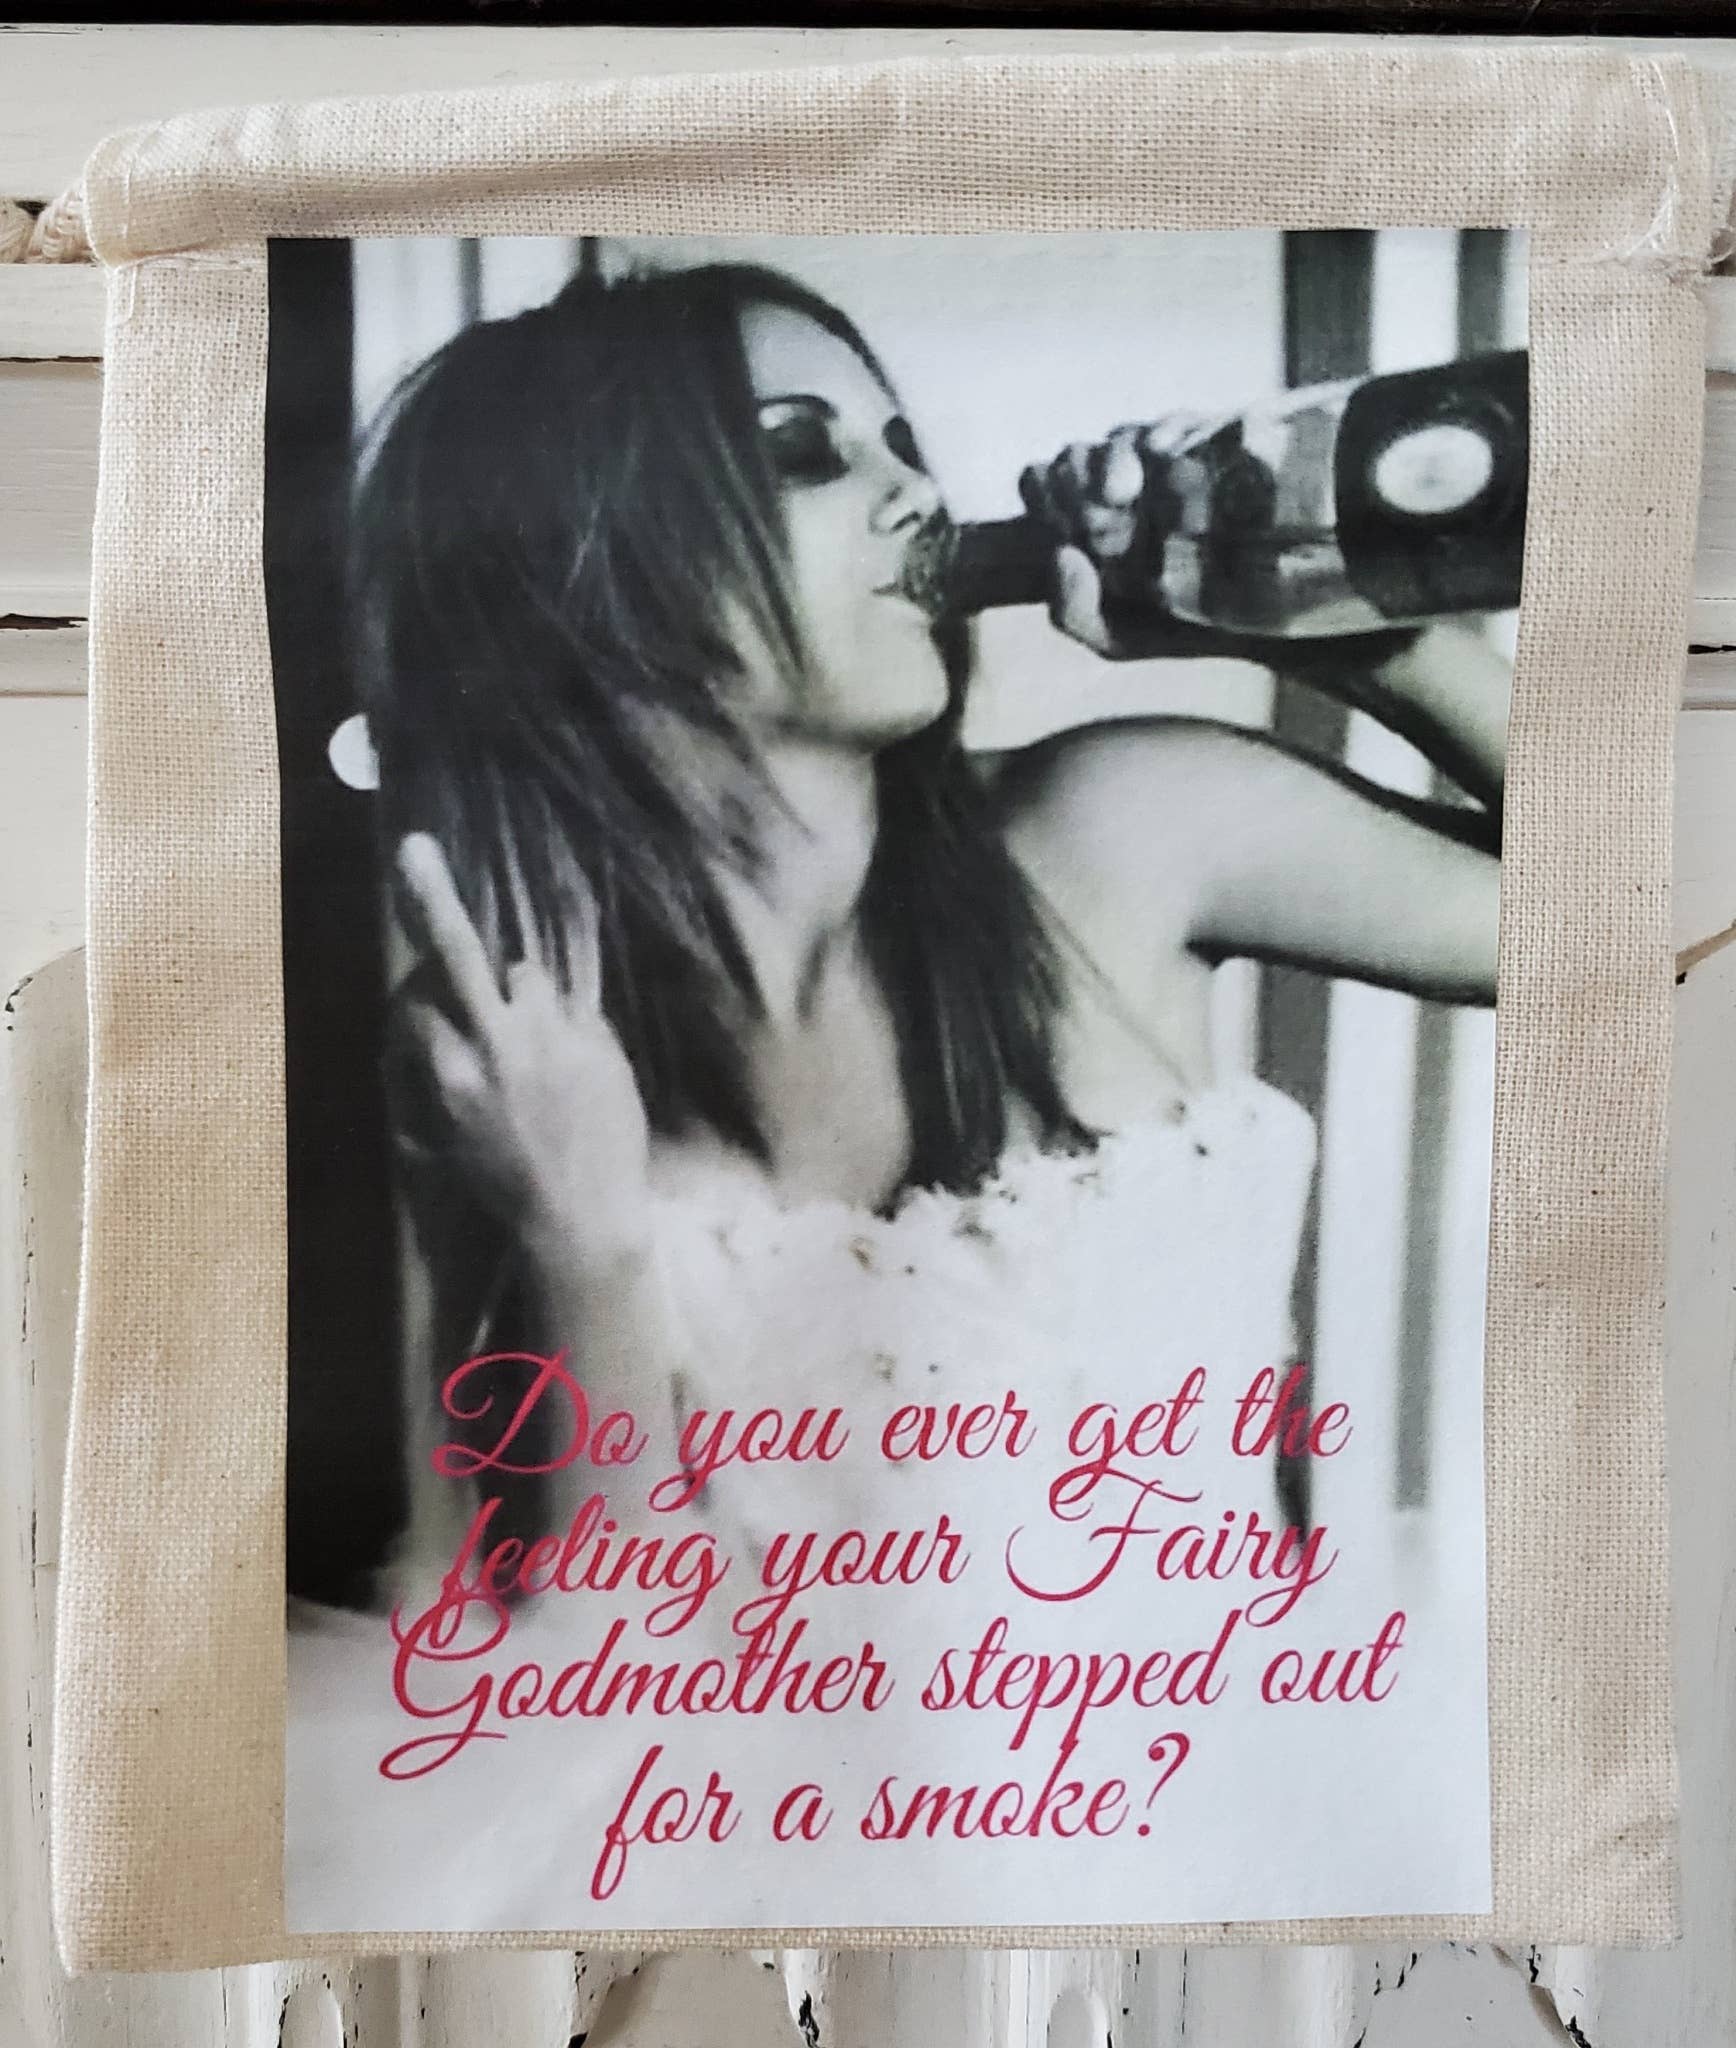 Do you ever get the
feeling your Fairy
Godmother stepped out
for a smoke?